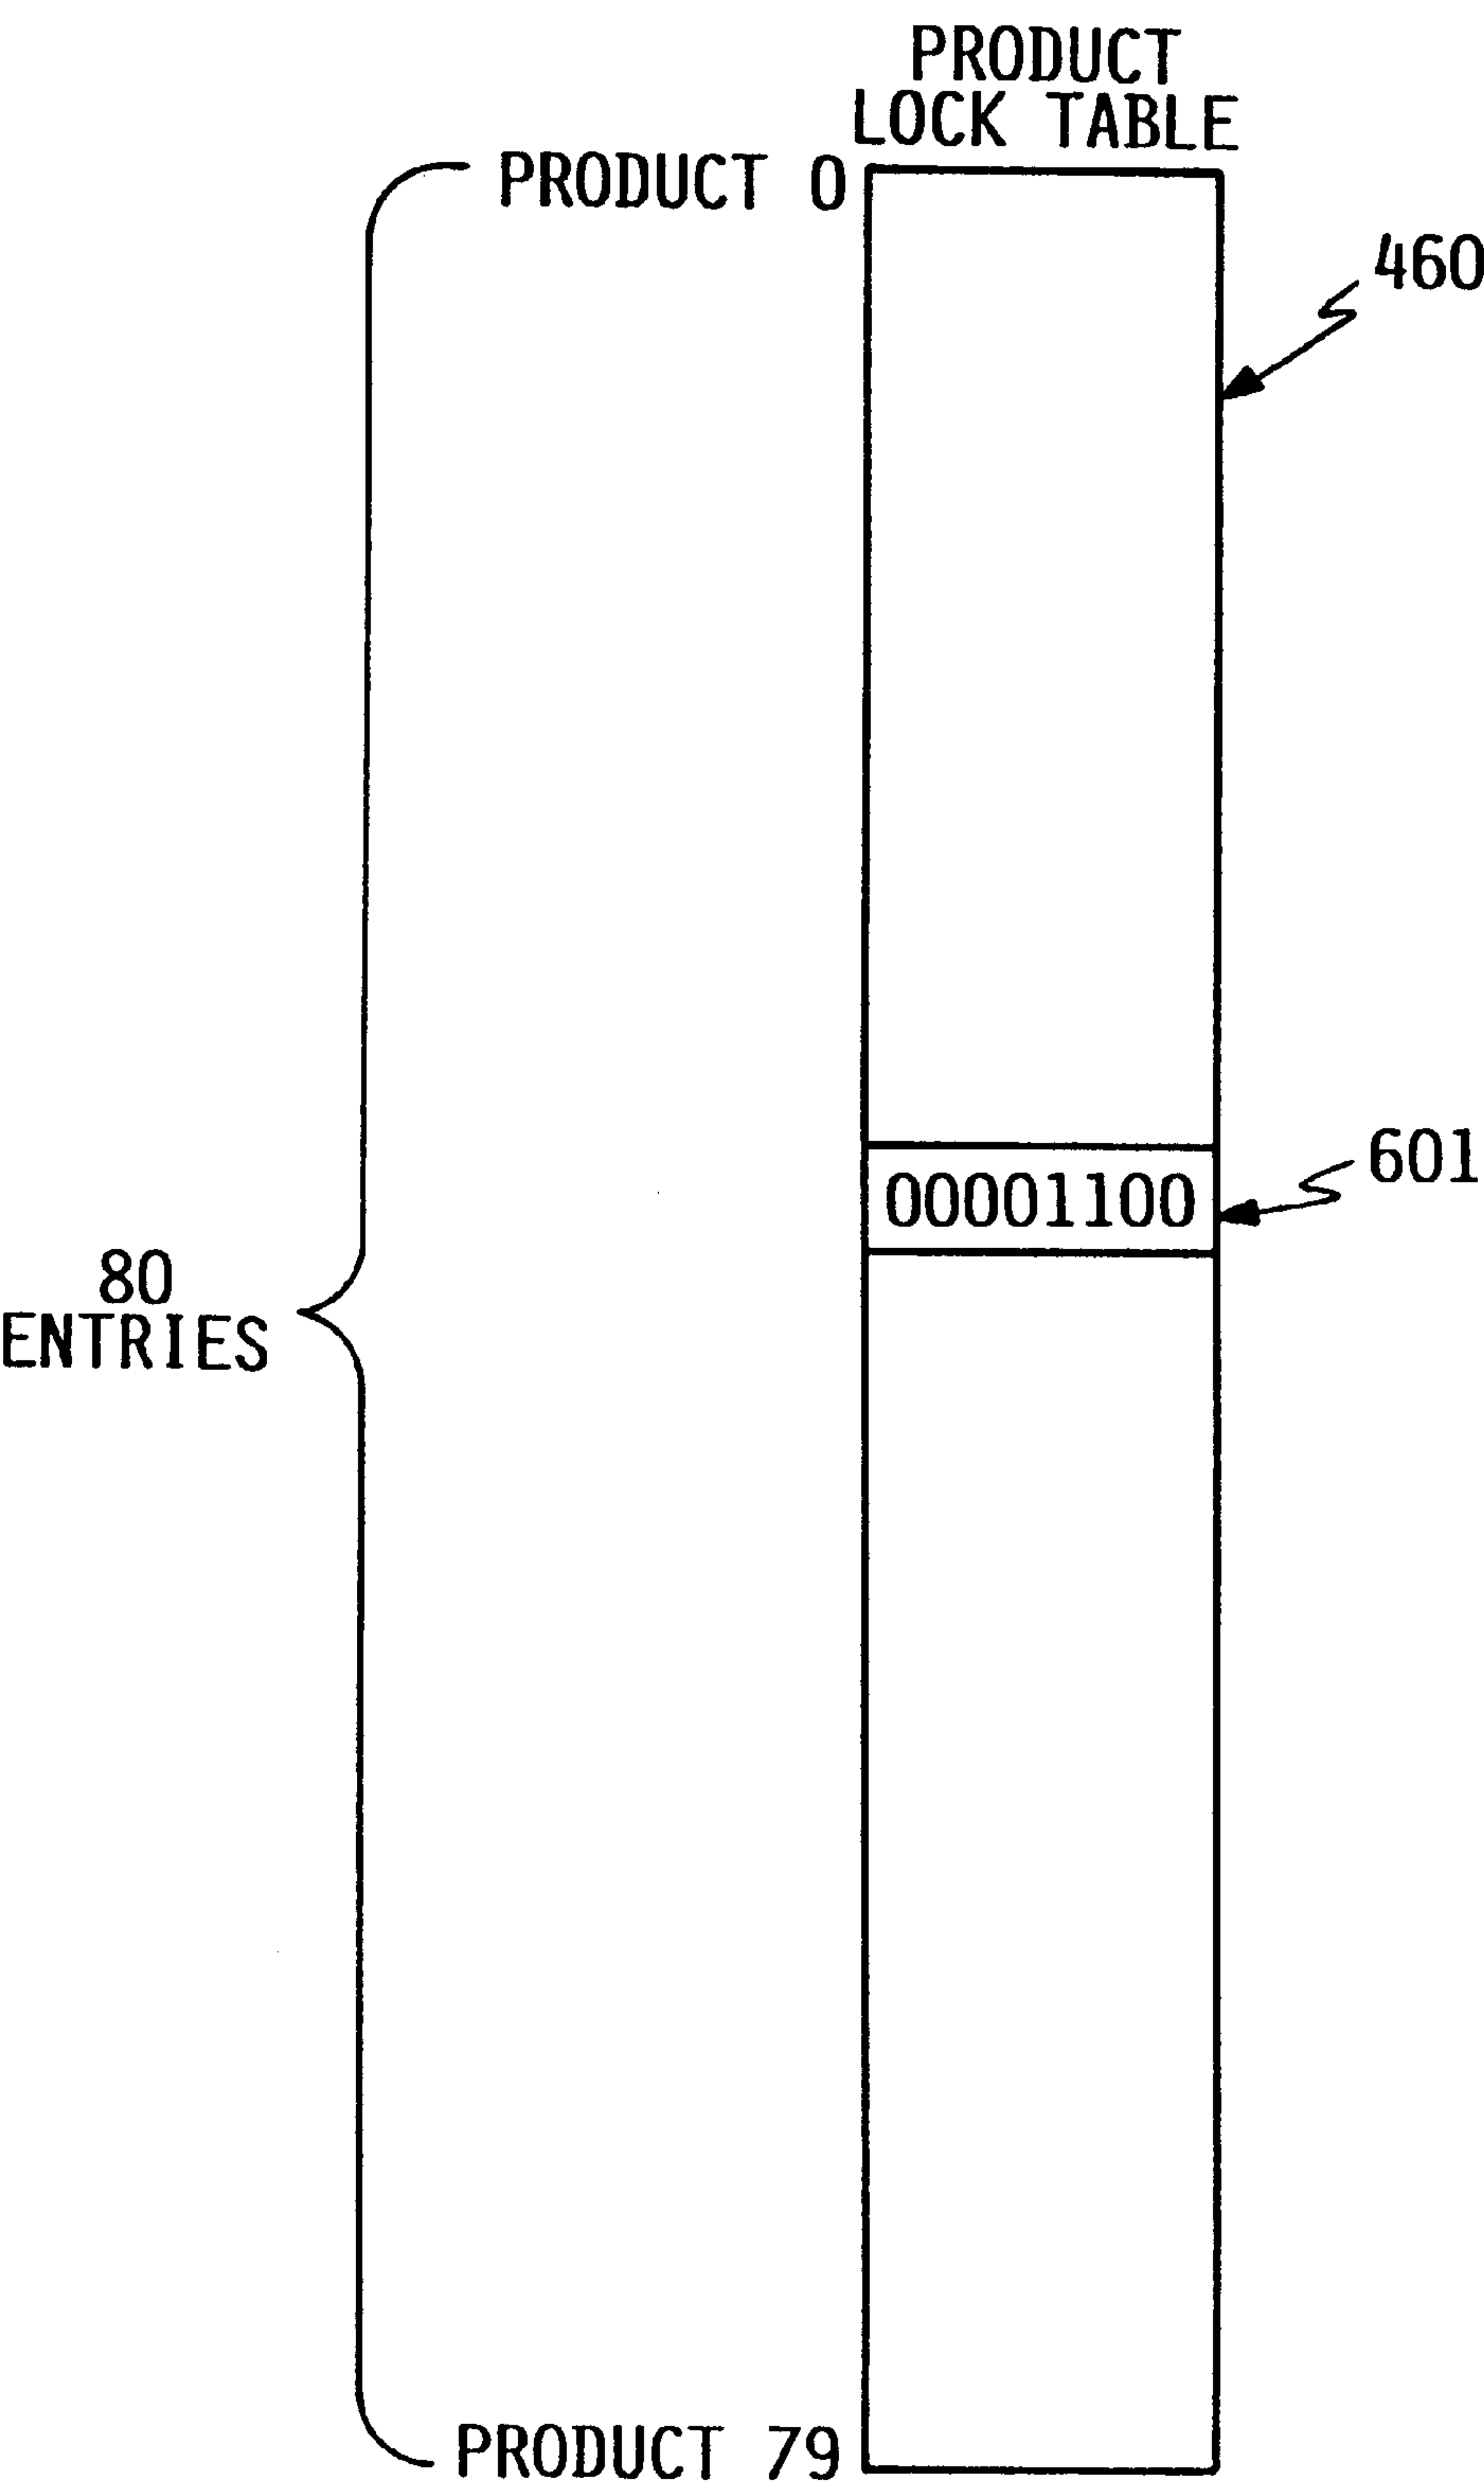 PRODUCT
LOCK TABLE
PRODUCT 0
460
601
00001100
80
ENTRIES
PRODUCT 79